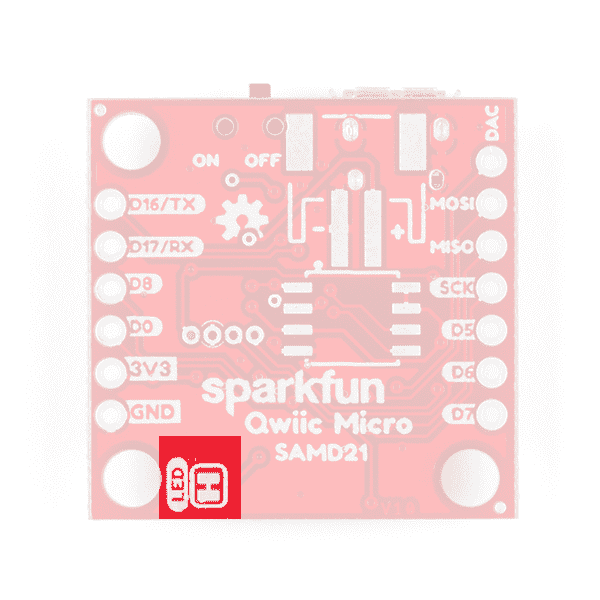 DAC
ON OFF
D16/TX
MOSI
D17/RX
MISO
D8
SCK
D0
D5
3V3
D6
GND
D7
- +
sparkfun
Qwiic Micro
SAMD21
LED